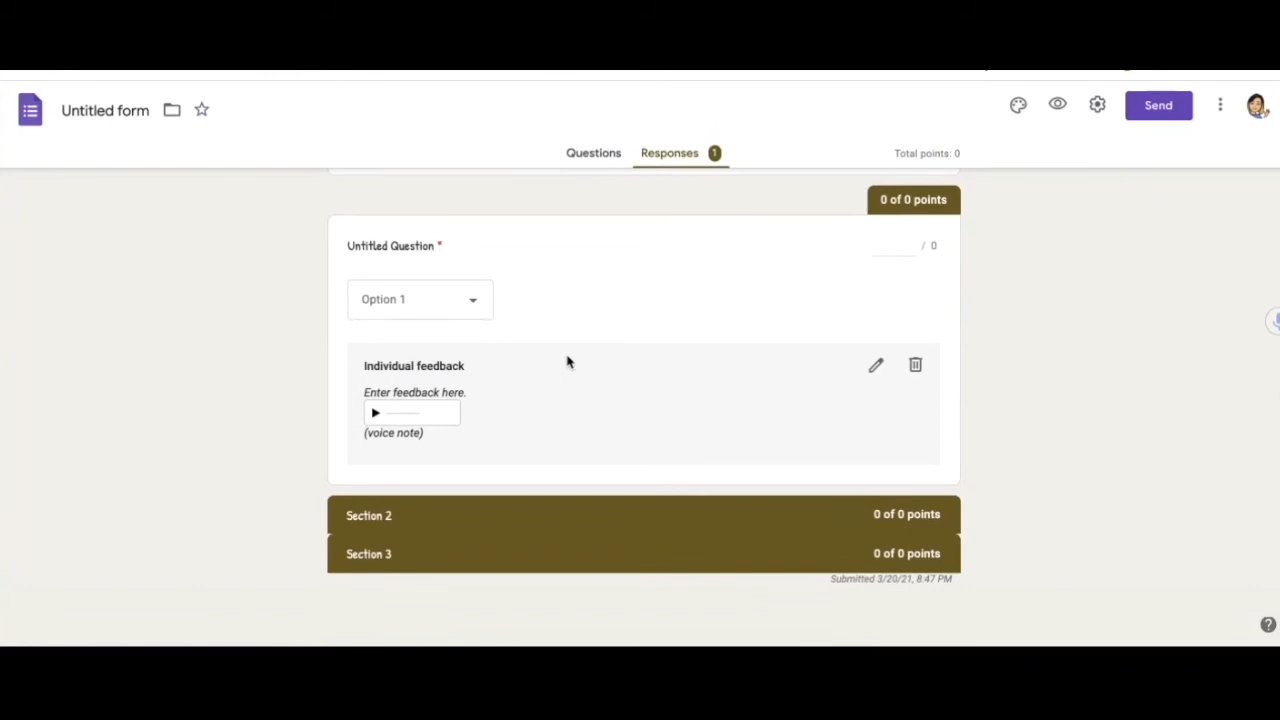 Untitled form
Send
Questions
Responses
1
Total points: 0
0 of 0 points
Untitled Question *
/ 0
Option 1
Individual feedback
Enter feedback here.
(voice note)
Section 2
0 of 0 points
Section 3
0 of 0 points
Submitted 3/20/21, 8:47 PM
?